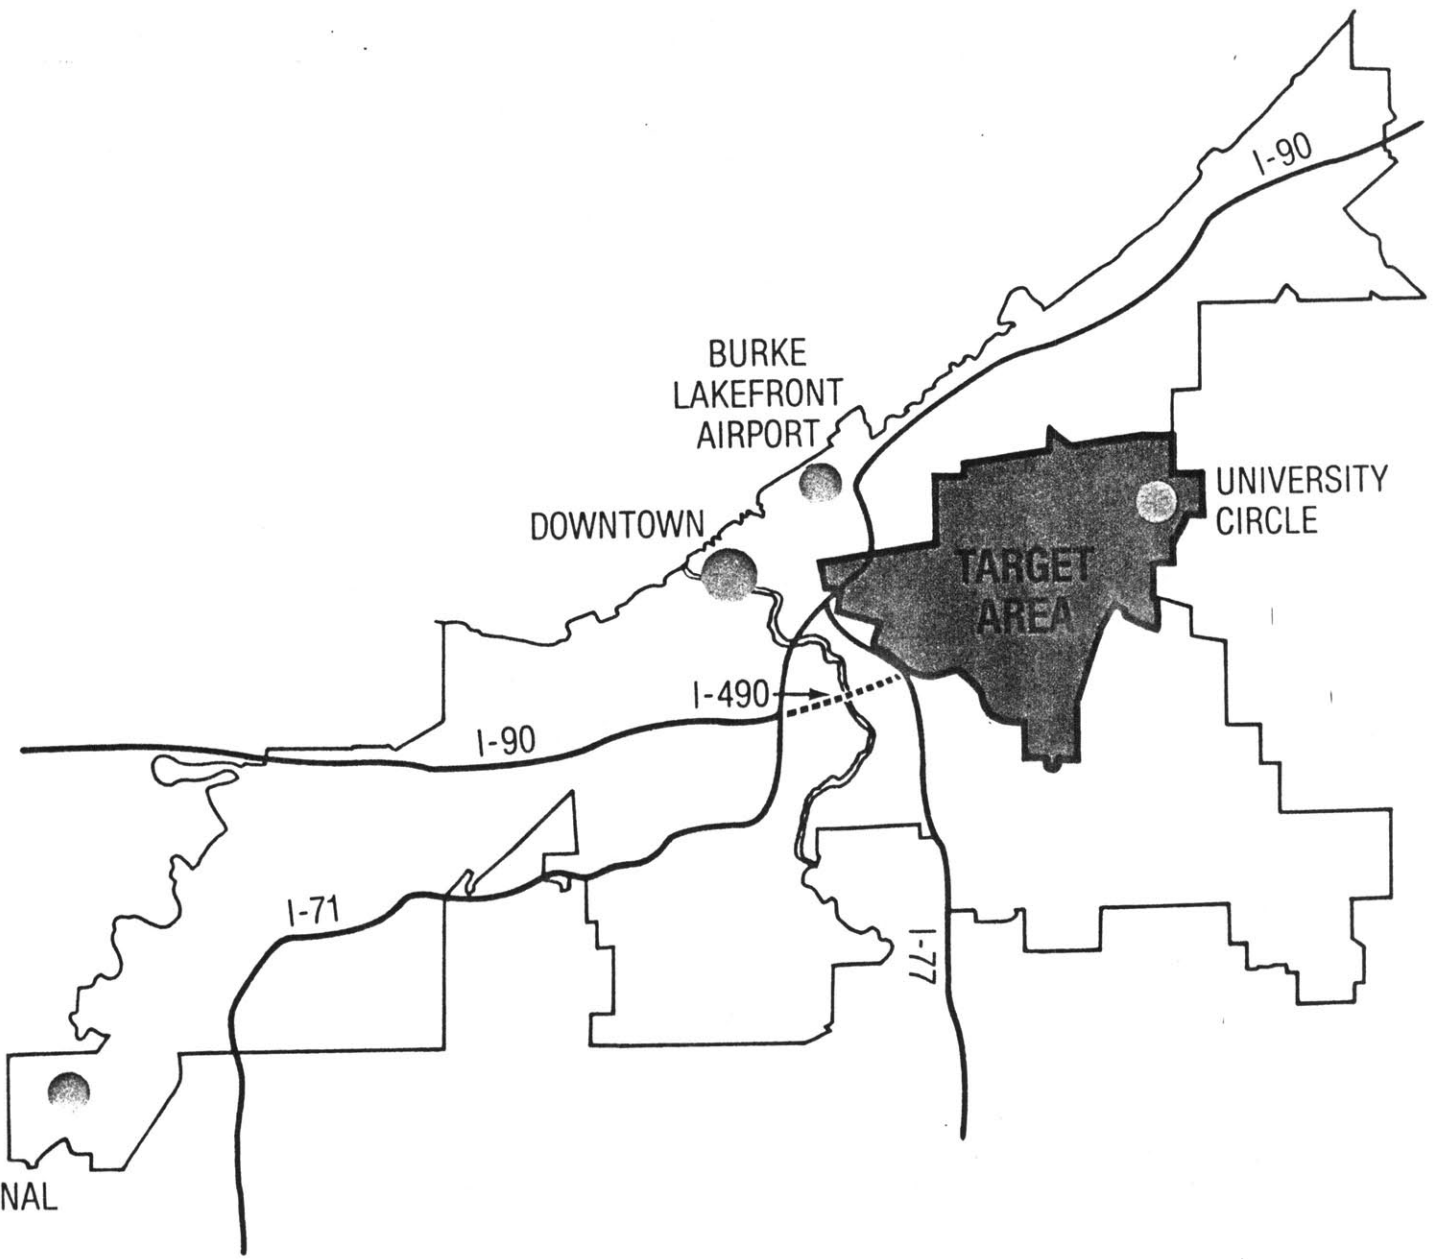 I-90
BURKE
LAKEFRONT
AIRPORT
UNIVERSITY
CIRCLE
DOWNTOWN
TARGET
AREA
I-490
I-90
I-71
I-77
NAL